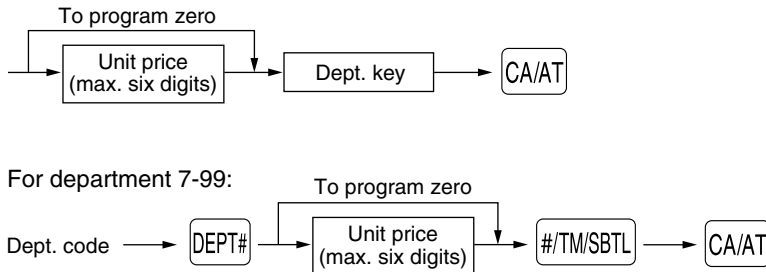 To program zero
Unit price
(max. six digits)
Dept. key
CA/AT
For department 7-99:
To program zero
Dept. code
DEPT#
Unit price
(max. six digits)
#/TM/SBTL
CA/AT